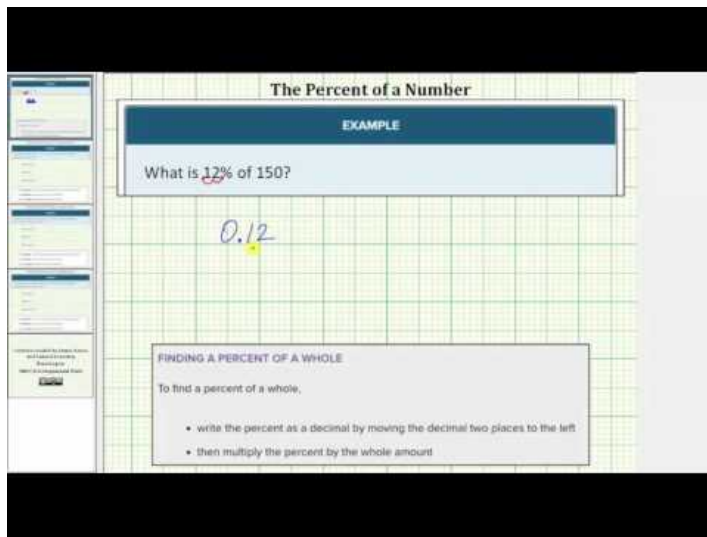 The Percent of a Number
EXAMPLE
What is 12% of 150?
0.12
FINDING A PERCENT OF A WHOLE
To find a percent of a whole,
• write the percent as a decimal by moving the decimal two places to the left
• then multiply the percent by the whole amount